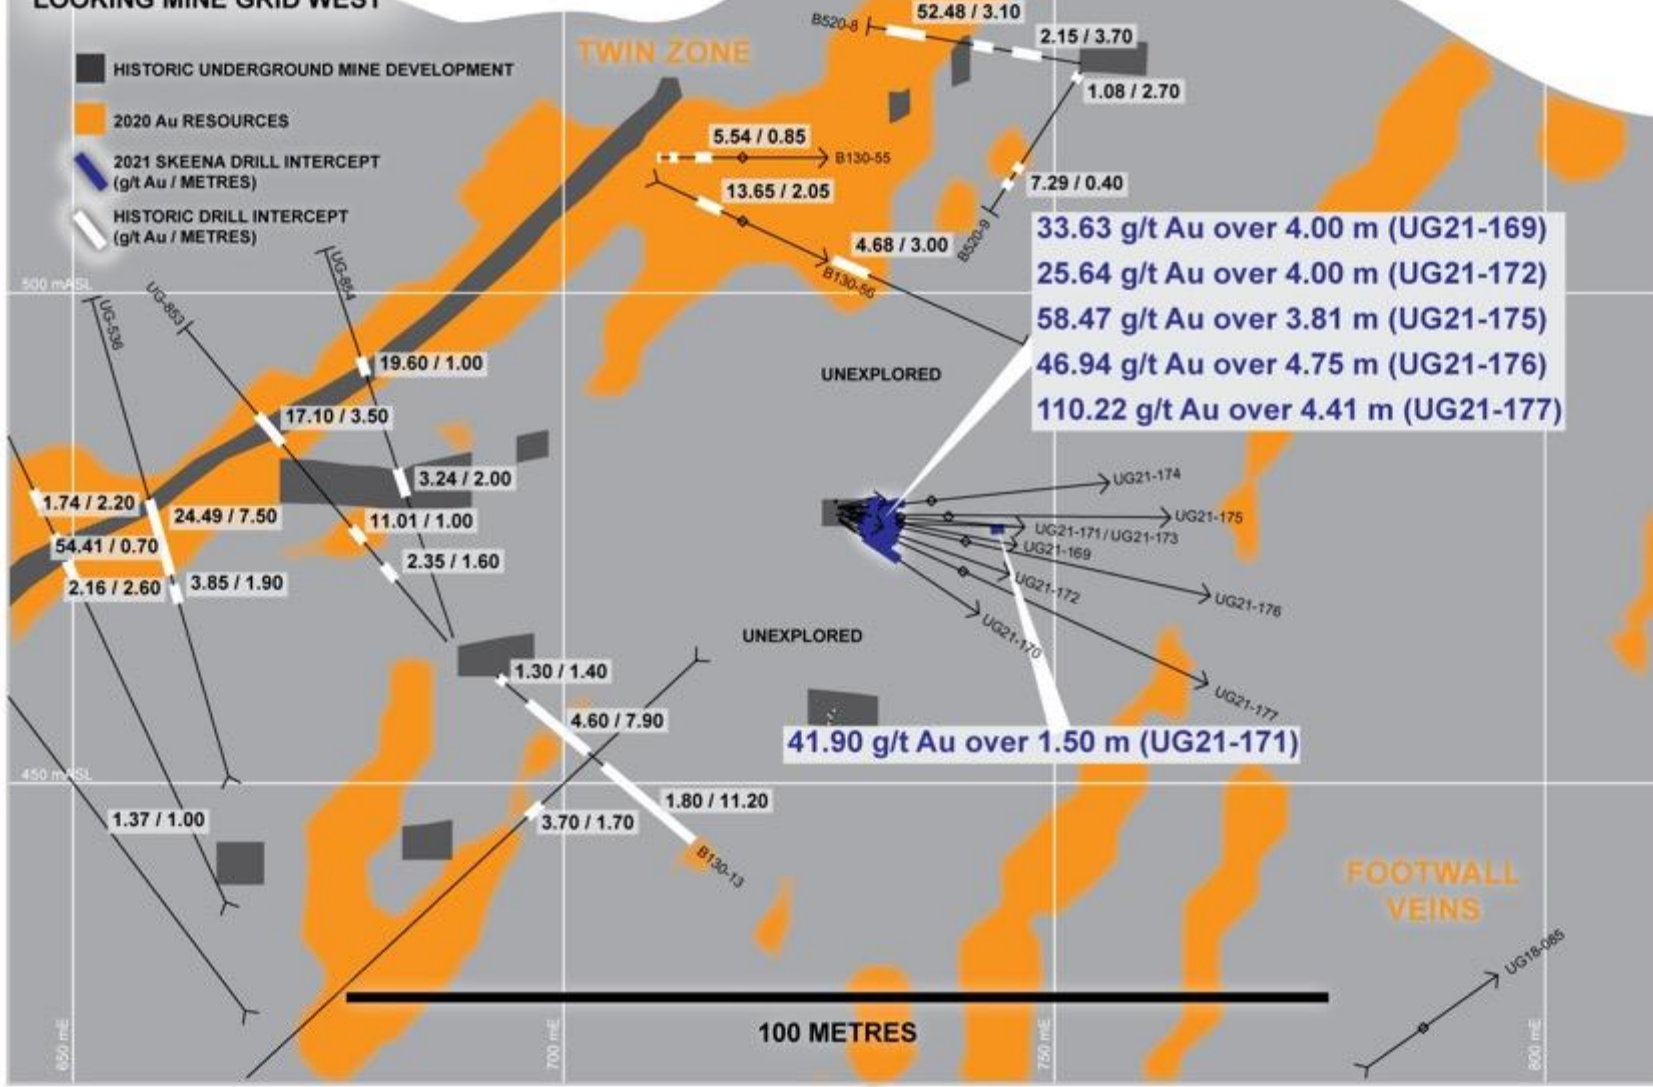 LOOKING MINE GRID WEST
HISTORIC UNDERGROUND MINE DEVELOPMENT
2020 Au RESOURCES
2021 SKEENA DRILL INTERCEPT
(g/t Au / METRES)
HISTORIC DRILL INTERCEPT
(g/t Au / METRES)
TWIN ZONE
B520-8
52.48 / 3.10
2.15 / 3.70
1.08 / 2.70
5.54 / 0.85
B130-55
13.65 / 2.05
7.29 / 0.40
B520-9
4.68 / 3.00
B130-56
33.63 g/t Au over 4.00 m (UG21-169)
25.64 g/t Au over 4.00 m (UG21-172)
58.47 g/t Au over 3.81 m (UG21-175)
46.94 g/t Au over 4.75 m (UG21-176)
110.22 g/t Au over 4.41 m (UG21-177)
500 mASL
UG-536
UG-853
UG-854
19.60 / 1.00
UNEXPLORED
17.10 / 3.50
3.24 / 2.00
1.74 / 2.20
24.49 / 7.50
11.01 / 1.00
54.41 / 0.70
2.35 / 1.60
2.16 / 2.60
3.85 / 1.90
UG21-174
UG21-175
UG21-171 / UG21-173
UG21-169
UG21-172
UG21-176
UG21-170
UG21-177
UNEXPLORED
1.30 / 1.40
4.60 / 7.90
41.90 g/t Au over 1.50 m (UG21-171)
450 mASL
1.37 / 1.00
1.80 / 11.20
3.70 / 1.70
B130-13
FOOTWALL
VEINS
UG18-085
100 METRES
650 mE
700 mE
750 mE
800 mE